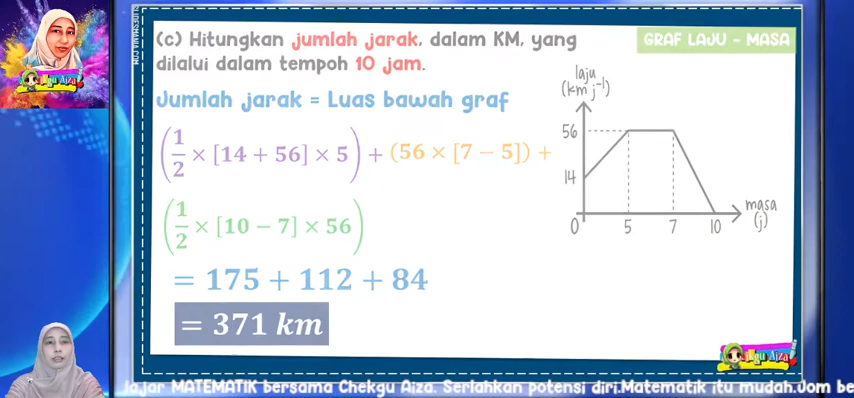 (c) Hitungkan jumlah jarak, dalam KM, yang
dilalui dalam tempoh 10 jam.
GRAF LAJU - MASA
Jumlah jarak = Luas bawah graf
(1/2 × [14 + 56] × 5) + (56 × [7 − 5]) +
(1/2 × [10 − 7] × 56)
= 175 + 112 + 84
= 371 km
laju
(km j⁻¹)
56
14
0
5
7
10
masa
(j)
Chekgu Aiza
lajar MATEMATIK bersama Chekgu Aiza. Serlahkan potensi diri.Matematik itu mudah.Jom be